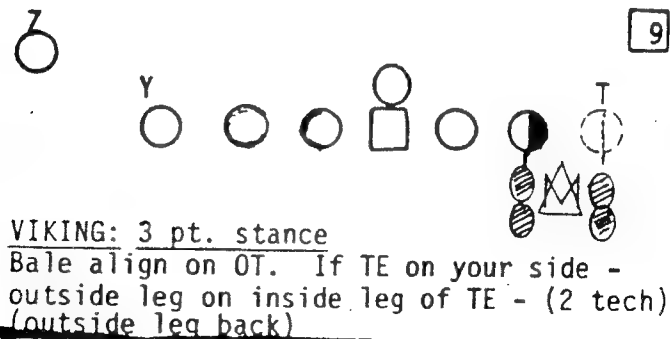 Z
9
Y
T
VIKING: 3 pt. stance
Bale align on OT. If TE on your side -
outside leg on inside leg of TE - (2 tech)
(outside leg back)